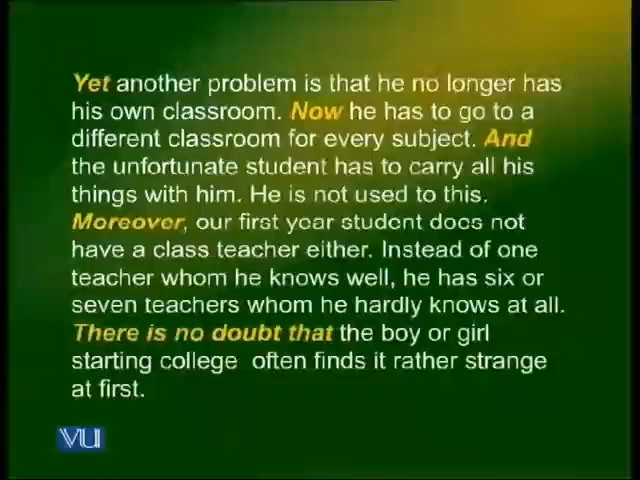 Yet another problem is that he no longer has
his own classroom. Now he has to go to a
different classroom for every subject. And
the unfortunate student has to carry all his
things with him. He is not used to this.
Moreover, our first year student does not
have a class teacher either. Instead of one
teacher whom he knows well, he has six or
seven teachers whom he hardly knows at all.
There is no doubt that the boy or girl
starting college often finds it rather strange
at first.
VU